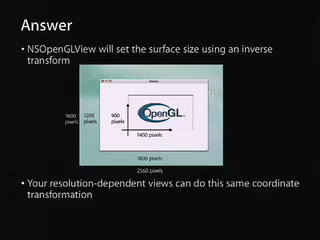 Answer
• NSOpenGLView will set the surface size using an inverse
transform
1600 pixels
1200 pixels
900 pixels
OpenGL
1400 pixels
1800 pixels
2560 pixels
• Your resolution-dependent views can do this same coordinate
transformation